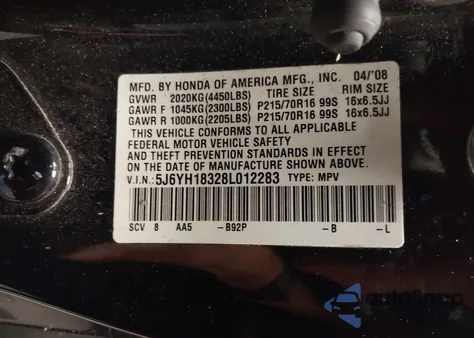 MFD. BY HONDA OF AMERICA MFG., INC. 04/'08
GVWR 2020KG(4450LBS) TIRE SIZE RIM SIZE
GAWR F 1045KG(2300LBS) P215/70R16 99S 16x6.5JJ
GAWR R 1000KG(2205LBS) P215/70R16 99S 16x6.5JJ
THIS VEHICLE CONFORMS TO ALL APPLICABLE
FEDERAL MOTOR VEHICLE SAFETY
AND THEFT PREVENTION STANDARDS IN EFFECT
ON THE DATE OF MANUFACTURE SHOWN ABOVE.
V.I.N.: 5J6YH18328L012283 TYPE: MPV
SCV 8 AA5 -B92P -B -L
autoSnap